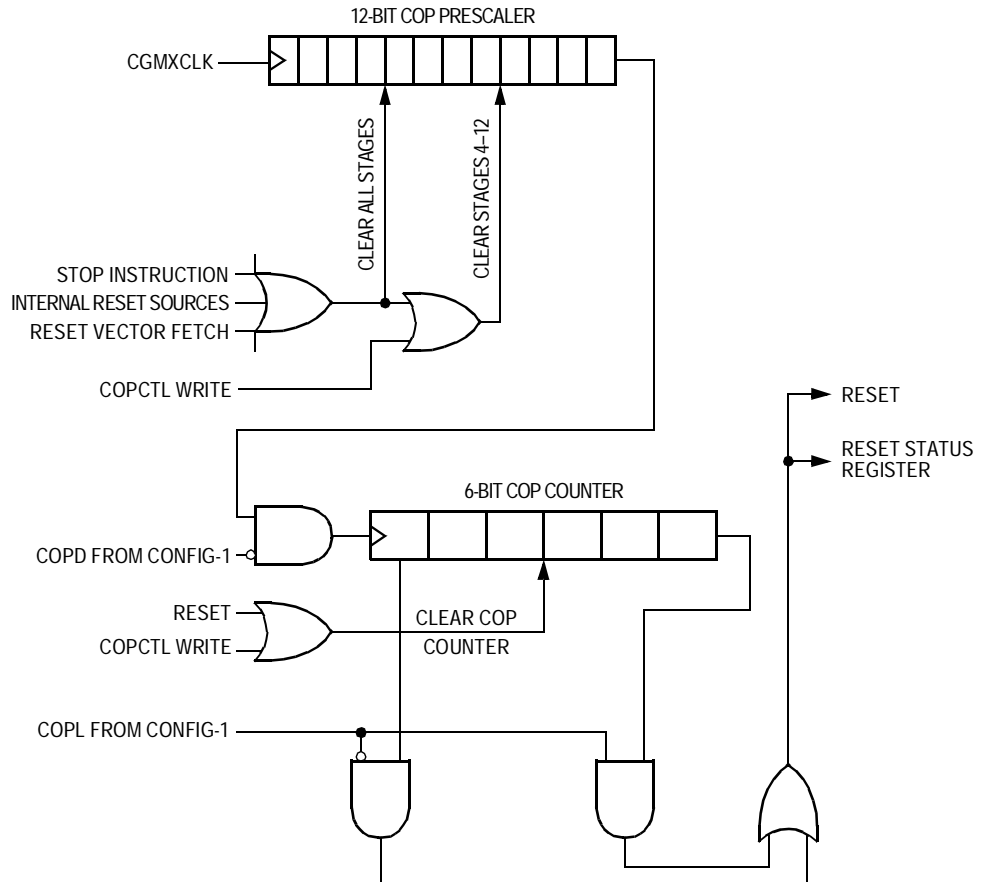 12-BIT COP PRESCALER
CGMXCLK
CLEAR ALL STAGES
CLEAR STAGES 4–12
STOP INSTRUCTION
INTERNAL RESET SOURCES
RESET VECTOR FETCH
COPCTL WRITE
RESET
RESET STATUS
REGISTER
6-BIT COP COUNTER
COPD FROM CONFIG-1
RESET
COPCTL WRITE
CLEAR COP
COUNTER
COPL FROM CONFIG-1